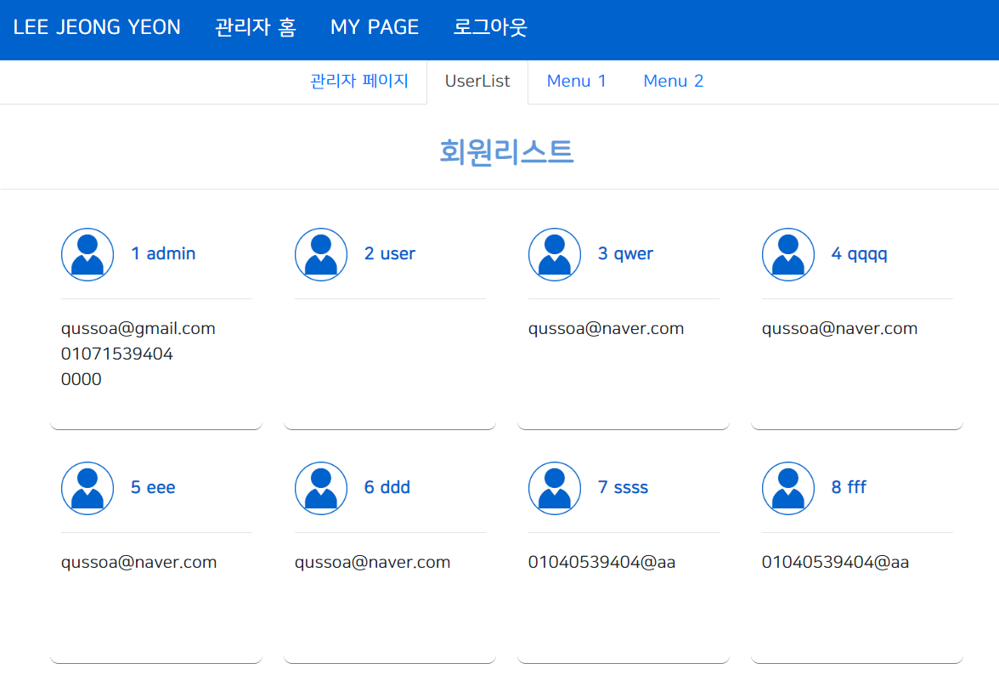 LEE JEONG YEON 관리자 홈 MY PAGE 로그아웃
관리자 페이지 UserList Menu 1 Menu 2
회원리스트
1 admin 2 user 3 qwer 4 qqqq
qussoa@gmail.com qussoa@naver.com qussoa@naver.com
01071539404
0000
5 eee 6 ddd 7 ssss 8 fff
qussoa@naver.com qussoa@naver.com 01040539404@aa 01040539404@aa